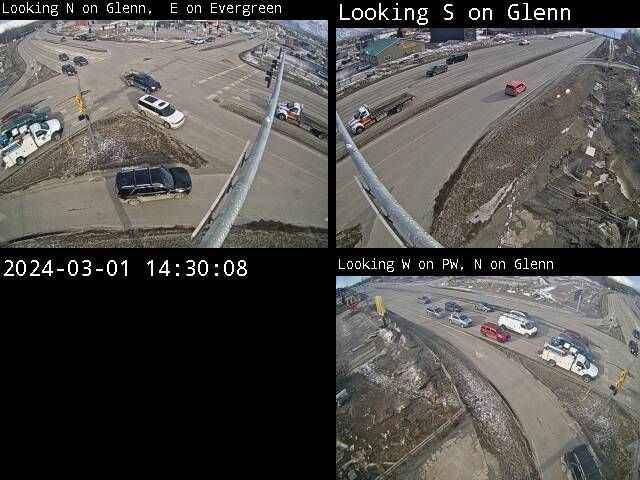 Looking N on Glenn,  E on Evergreen
Looking S on Glenn
2024-03-01 14:30:08
Looking W on PW, N on Glenn